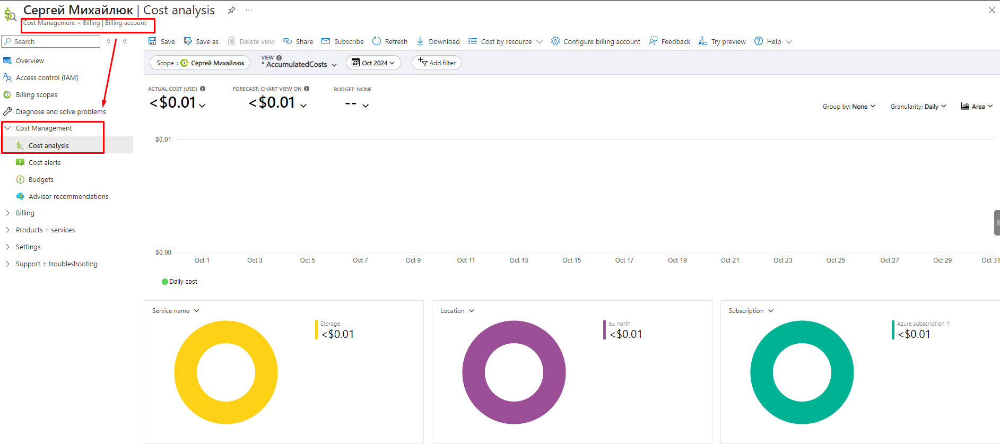 Сергей Михайлюк | Cost analysis
Cost Management + Billing | Billing account
Search
Overview
Access control (IAM)
Billing scopes
Diagnose and solve problems
Cost Management
Cost analysis
Cost alerts
Budgets
Advisor recommendations
Billing
Products + services
Settings
Support + troubleshooting
Save Save as Delete view Share Subscribe Refresh Download Cost by resource Configure billing account Feedback Try preview Help
Scope : Сергей Михайлюк
VIEW
* AccumulatedCosts
Oct 2024
Add filter
ACTUAL COST (USD)
<$0.01
FORECAST: CHART VIEW ON
<$0.01
BUDGET: NONE
--
Group by: None Granularity: Daily Area
$0.01
$0.00
Oct 1 Oct 3 Oct 5 Oct 7 Oct 9 Oct 11 Oct 13 Oct 15 Oct 17 Oct 19 Oct 21 Oct 23 Oct 25 Oct 27 Oct 29 Oct 31
Daily cost
Service name
Storage
<$0.01
Location
eu north
<$0.01
Subscription
Azure subscription 1
<$0.01